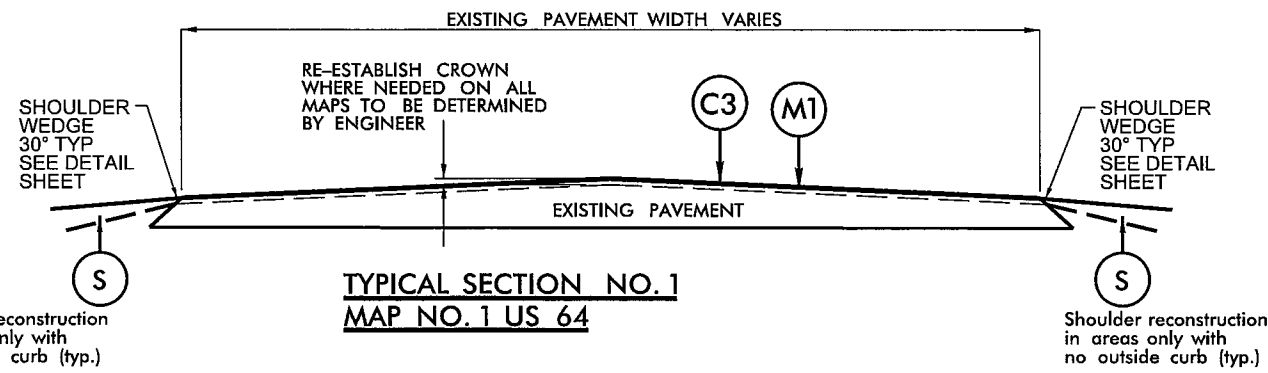 EXISTING PAVEMENT WIDTH VARIES
RE-ESTABLISH CROWN
WHERE NEEDED ON ALL
MAPS TO BE DETERMINED
BY ENGINEER
SHOULDER
WEDGE
30° TYP
SEE DETAIL
SHEET
C3
M1
SHOULDER
WEDGE
30° TYP
SEE DETAIL
SHEET
EXISTING PAVEMENT
S
S
TYPICAL SECTION NO. 1
MAP NO. 1 US 64
econstruction
nly with
curb (typ.)
Shoulder reconstruction
in areas only with
no outside curb (typ.)